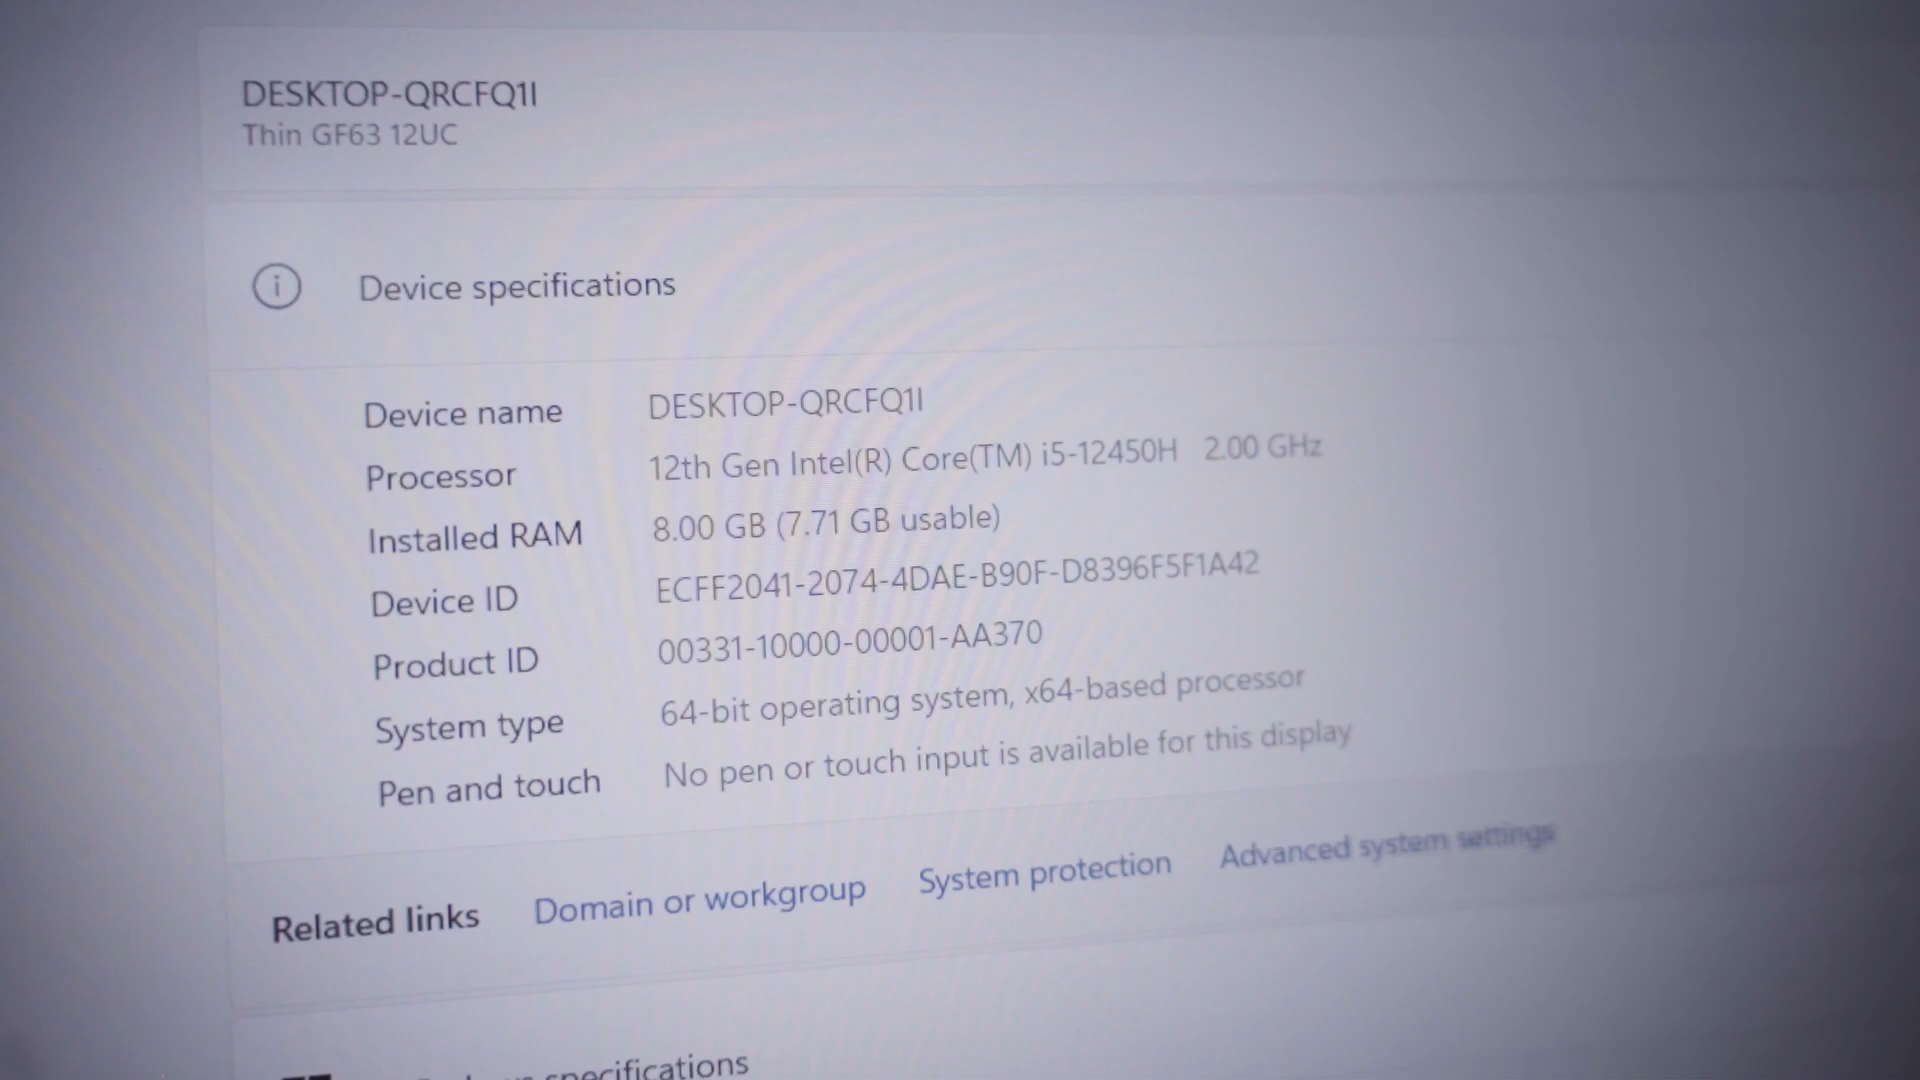 DESKTOP-QRCFQ1I
Thin GF63 12UC
Device specifications
Device name DESKTOP-QRCFQ1I
Processor 12th Gen Intel(R) Core(TM) i5-12450H 2.00 GHz
Installed RAM 8.00 GB (7.71 GB usable)
Device ID ECFF2041-2074-4DAE-B90F-D8396F5F1A42
Product ID 00331-10000-00001-AA370
System type 64-bit operating system, x64-based processor
Pen and touch No pen or touch input is available for this display
Related links Domain or workgroup System protection Advanced system settings
specifications